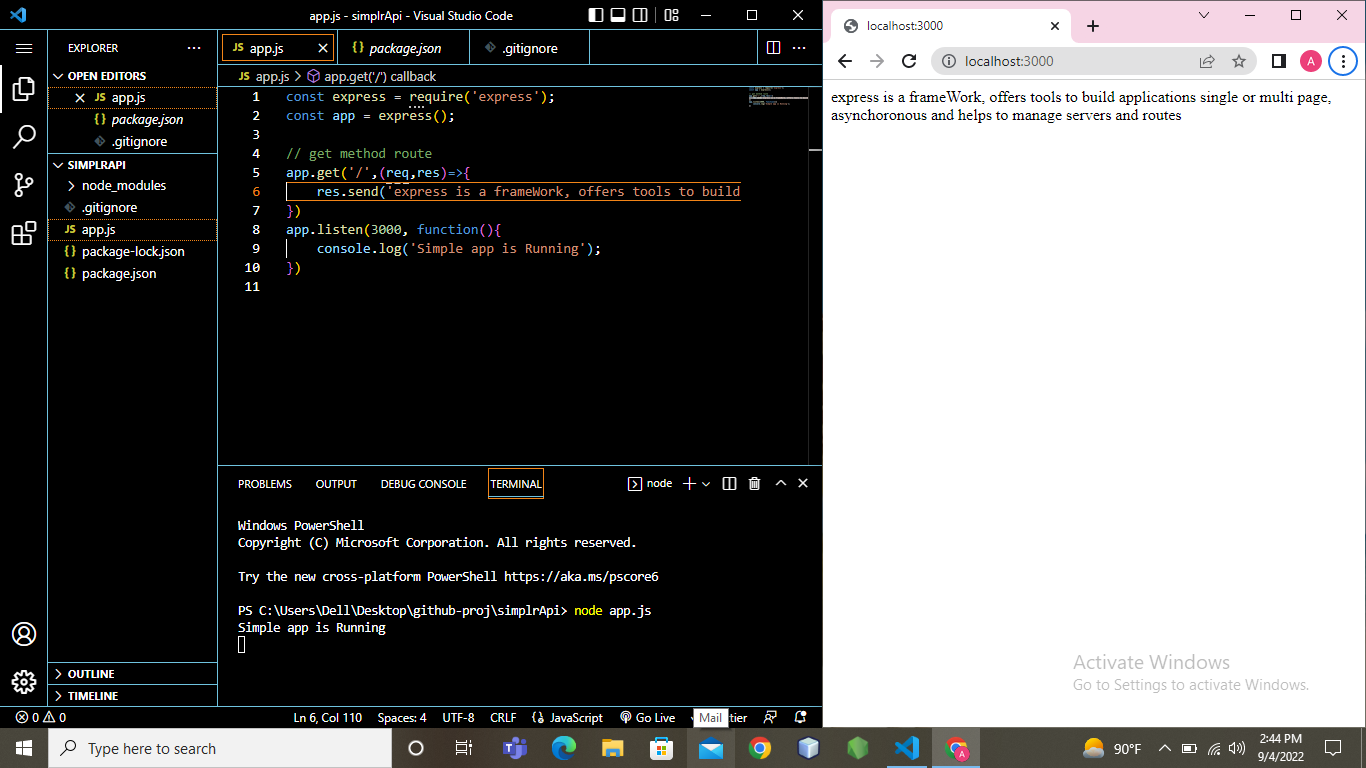 app.js - simplrApi - Visual Studio Code
EXPLORER
OPEN EDITORS
JS app.js
{} package.json
.gitignore
SIMPLRAPI
node_modules
.gitignore
JS app.js
{} package-lock.json
{} package.json
OUTLINE
TIMELINE
JS app.js
{} package.json
.gitignore
JS app.js > app.get('/') callback
1 const express = require('express');
2 const app = express();
3
4 // get method route
5 app.get('/',(req,res)=>{
6 res.send('express is a frameWork, offers tools to build
7 })
8 app.listen(3000, function(){
9 console.log('Simple app is Running');
10 })
11
PROBLEMS OUTPUT DEBUG CONSOLE TERMINAL
node
Windows PowerShell
Copyright (C) Microsoft Corporation. All rights reserved.
Try the new cross-platform PowerShell https://aka.ms/pscore6
PS C:\Users\Dell\Desktop\github-proj\simplrApi> node app.js
Simple app is Running
0 0 Ln 6, Col 110 Spaces: 4 UTF-8 CRLF {} JavaScript Go Live tier
Mail
localhost:3000
localhost:3000
A
express is a frameWork, offers tools to build applications single or multi page,
asynchoronous and helps to manage servers and routes
Activate Windows
Go to Settings to activate Windows.
Type here to search
A
90°F
2:44 PM
9/4/2022